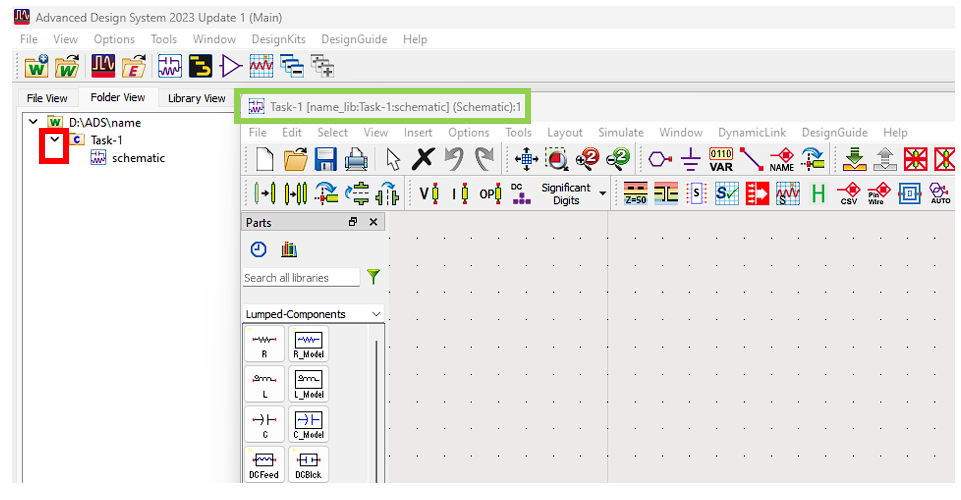 Advanced Design System 2023 Update 1 (Main)
File View Options Tools Window DesignKits DesignGuide Help
File View Folder View Library View
D:\ADS\name
Task-1
schematic
Task-1 [name_lib:Task-1:schematic] (Schematic):1
File Edit Select View Insert Options Tools Layout Simulate Window DynamicLink DesignGuide Help
0110
VAR
NAME
V I OP DC
Significant
Digits
Z=50
S
S
S
H
CSV
Pin
Wire
AUTO
Parts
Search all libraries
Lumped-Components
R R_Model
L L_Model
C C_Model
DCFeed DCBlck